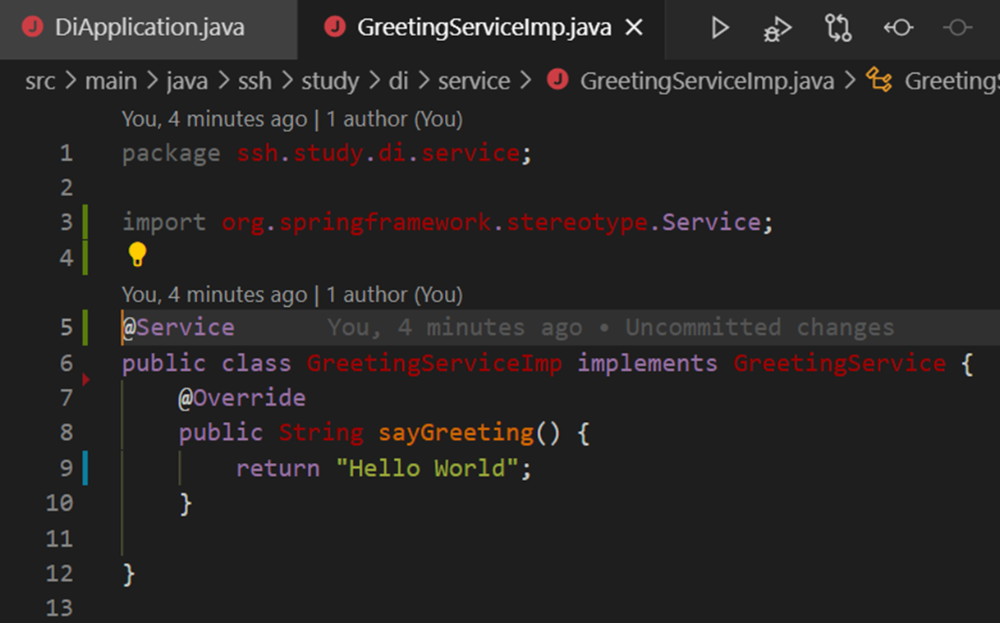 DiApplication.java GreetingServiceImp.java
src > main > java > ssh > study > di > service > GreetingServiceImp.java > GreetingS
You, 4 minutes ago | 1 author (You)
1 package ssh.study.di.service;
2
3 import org.springframework.stereotype.Service;
4
You, 4 minutes ago | 1 author (You)
5 @Service You, 4 minutes ago • Uncommitted changes
6 public class GreetingServiceImp implements GreetingService {
7 @Override
8 public String sayGreeting() {
9 return "Hello World";
10 }
11
12 }
13